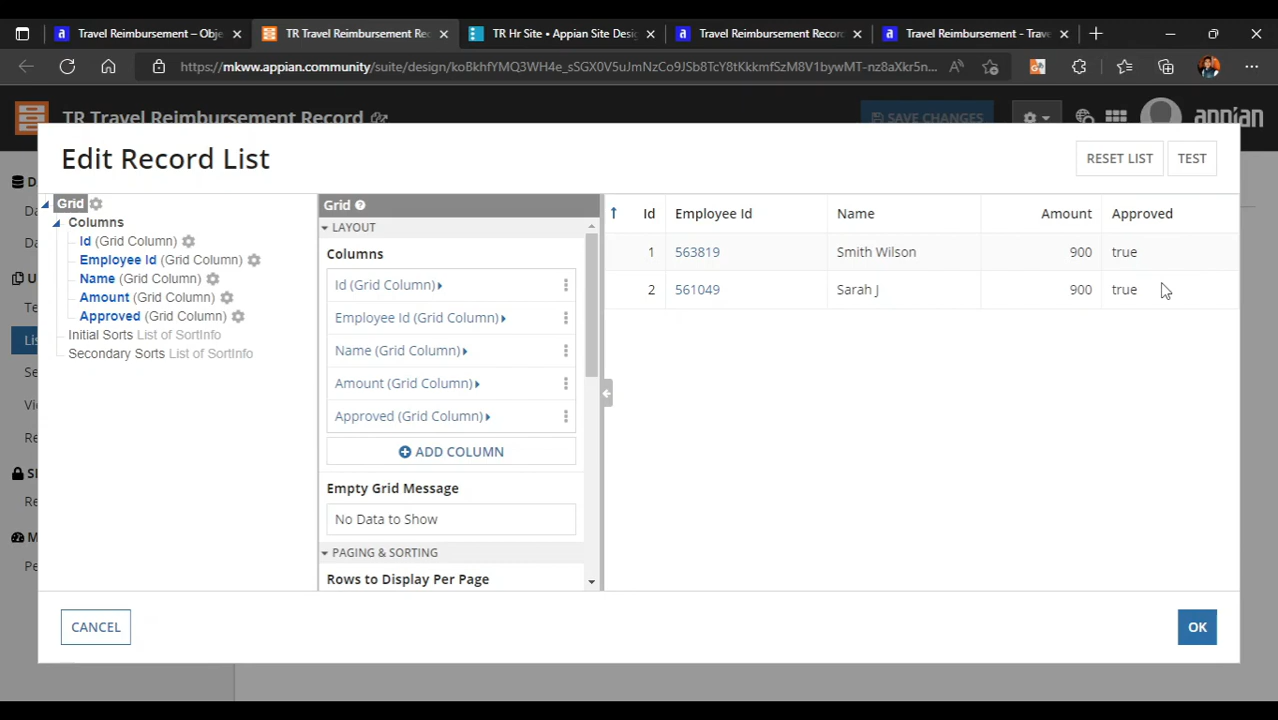 Travel Reimbursement – Obje
TR Travel Reimbursement Rec
TR Hr Site • Appian Site Desig
Travel Reimbursement Record
Travel Reimbursement - Trave
https://mkww.appian.community/suite/design/koBkhfYMQ3WH4e_sSGX0V5uJmNzCo9JSb8TcY8tKkkmfSzM8V1bywMT-nz8aXkr5n...
TR Travel Reimbursement Record
SAVE CHANGES
appian
Edit Record List
RESET LIST
TEST
Grid
Columns
Id (Grid Column)
Employee Id (Grid Column)
Name (Grid Column)
Amount (Grid Column)
Approved (Grid Column)
Initial Sorts List of SortInfo
Secondary Sorts List of SortInfo
Grid
LAYOUT
Columns
Id (Grid Column)
Employee Id (Grid Column)
Name (Grid Column)
Amount (Grid Column)
Approved (Grid Column)
ADD COLUMN
Empty Grid Message
No Data to Show
PAGING & SORTING
Rows to Display Per Page
Id Employee Id Name Amount Approved
1 563819 Smith Wilson 900 true
2 561049 Sarah J 900 true
CANCEL
OK